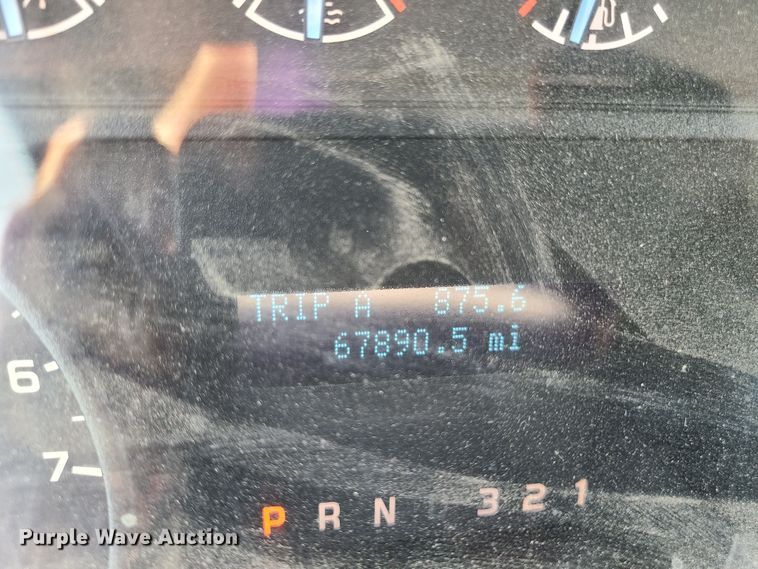 TRIP A 875.6
67890.5 mi
6
7
P R N 3 2 1
Purple Wave Auction